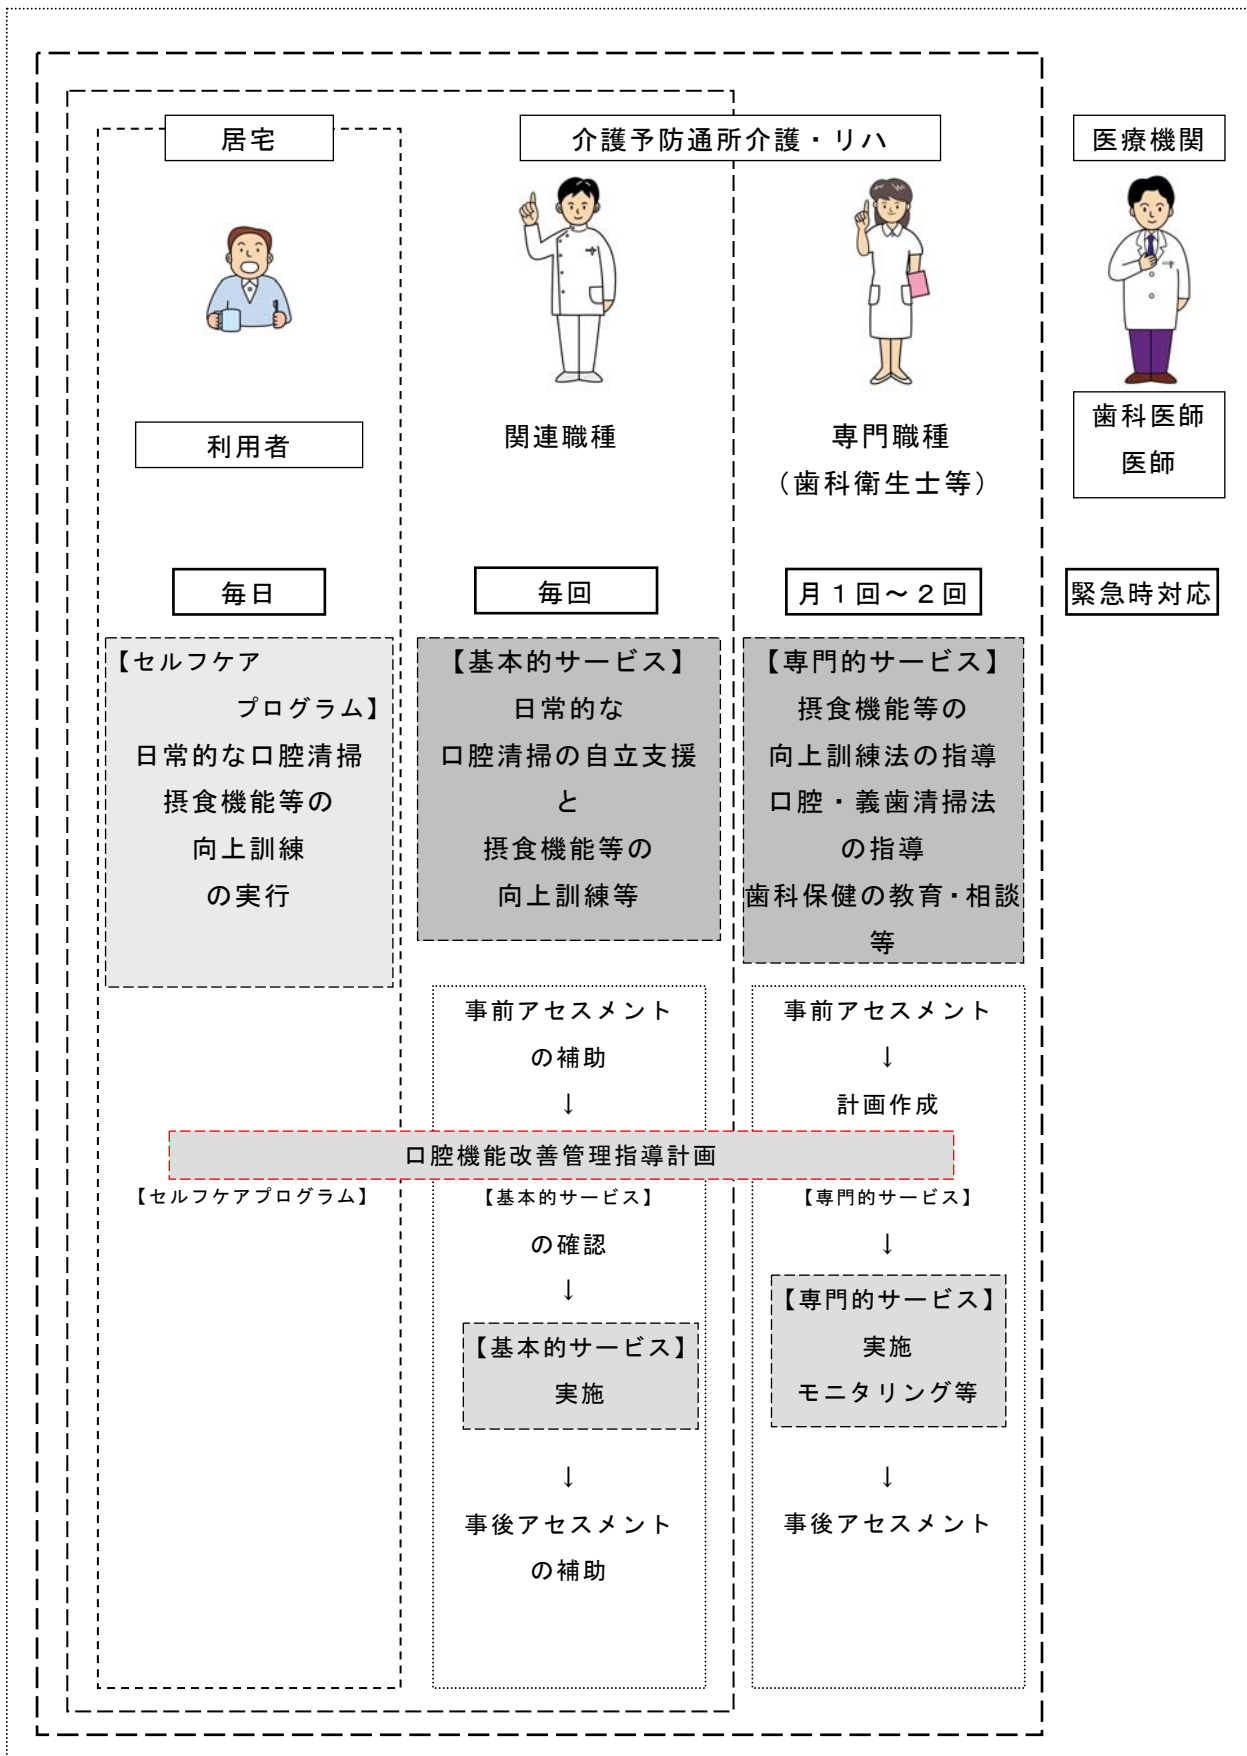 居宅
介護予防通所介護・リハ
医療機関
利用者
関連職種
専門職種
（歯科衛生士等）
歯科医師
医師
毎日
毎回
月１回～２回
緊急時対応
【セルフケア
プログラム】
日常的な口腔清掃
摂食機能等の
向上訓練
の実行
【基本的サービス】
日常的な
口腔清掃の自立支援
と
摂食機能等の
向上訓練等
【専門的サービス】
摂食機能等の
向上訓練法の指導
口腔・義歯清掃法
の指導
歯科保健の教育・相談
等
事前アセスメント
の補助
↓
事前アセスメント
↓
計画作成
口腔機能改善管理指導計画
【セルフケアプログラム】
【基本的サービス】
の確認
↓
【基本的サービス】
実施
↓
事後アセスメント
の補助
【専門的サービス】
↓
【専門的サービス】
実施
モニタリング等
↓
事後アセスメント